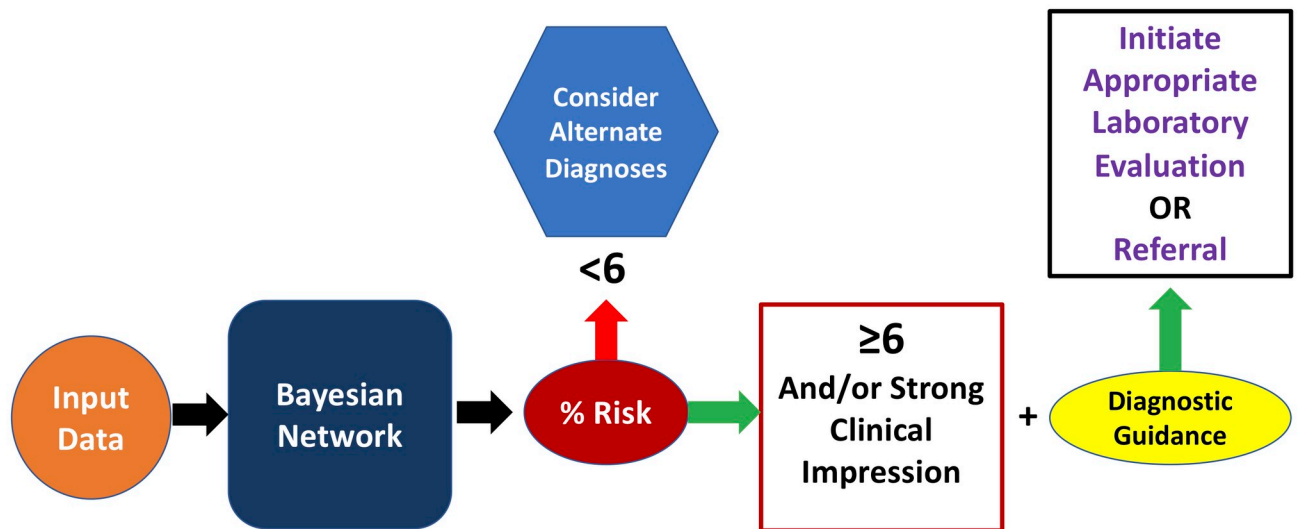 Input
Data
Bayesian
Network
% Risk
<6
Consider
Alternate
Diagnoses
≥6
And/or Strong
Clinical
Impression
+
Diagnostic
Guidance
Initiate
Appropriate
Laboratory
Evaluation
OR
Referral